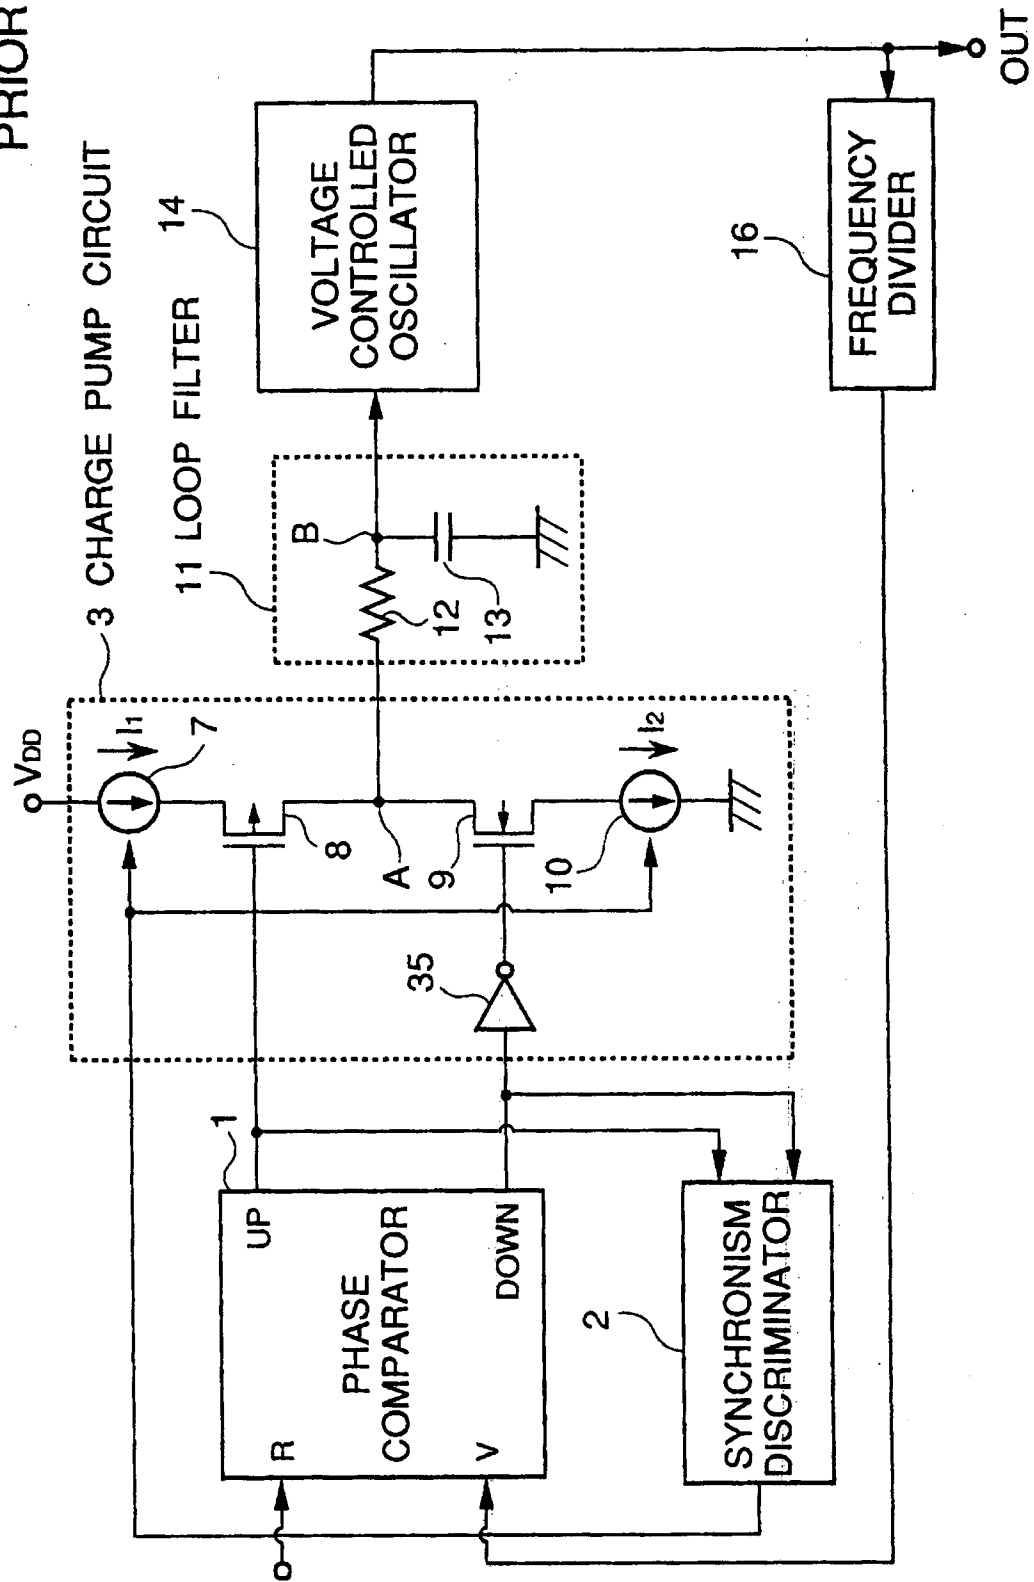 PRIOR
3 CHARGE PUMP CIRCUIT
11 LOOP FILTER
VDD
I1
7
8
A
9
10
I2
35
B
12
13
14
VOLTAGE
CONTROLLED
OSCILLATOR
1
UP
PHASE
COMPARATOR
DOWN
R
V
2
SYNCHRONISM
DISCRIMINATOR
16
FREQUENCY
DIVIDER
OUT